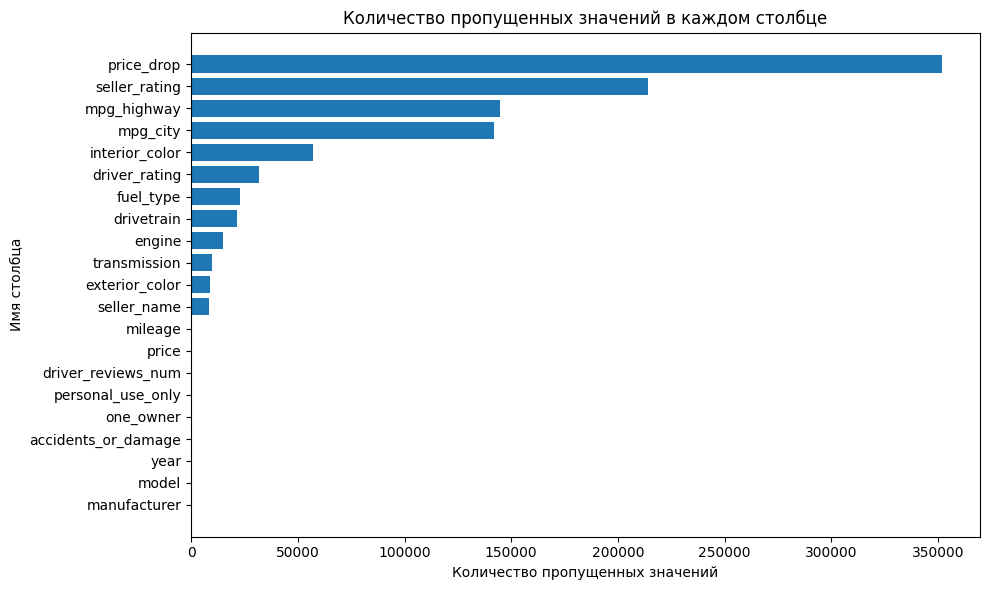 Количество пропущенных значений в каждом столбце
Имя столбца
price_drop
seller_rating
mpg_highway
mpg_city
interior_color
driver_rating
fuel_type
drivetrain
engine
transmission
exterior_color
seller_name
mileage
price
driver_reviews_num
personal_use_only
one_owner
accidents_or_damage
year
model
manufacturer
0 50000 100000 150000 200000 250000 300000 350000
Количество пропущенных значений